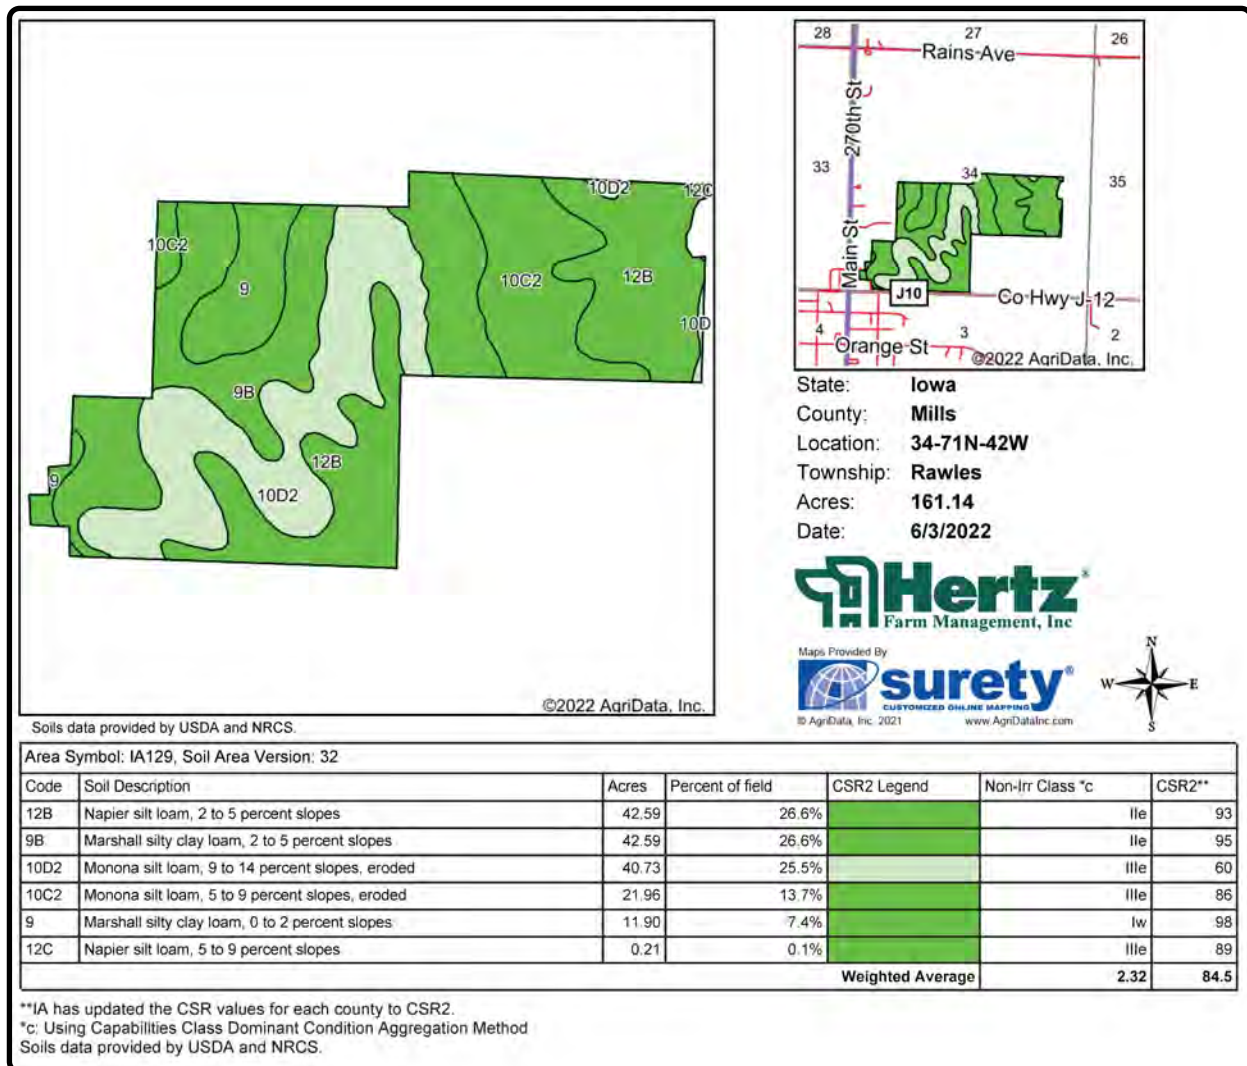 10D2
12C
10C2
9
10C2
12B
10D
9B
12B
9
10D2
©2022 AgriData, Inc.
Soils data provided by USDA and NRCS.
28
27
26
Rains Ave
270th St
33
34
35
Main St
J10
Co Hwy J-12
4
3
2
Orange St
©2022 AgriData, Inc.
State: Iowa
County: Mills
Location: 34-71N-42W
Township: Rawles
Acres: 161.14
Date: 6/3/2022
Hertz®
Farm Management, Inc
Maps Provided By
surety®
CUSTOMIZED ONLINE MAPPING
© AgriData, Inc. 2021 www.AgriDataInc.com
N
W E
S
Area Symbol: IA129, Soil Area Version: 32
Code Soil Description Acres Percent of field CSR2 Legend Non-Irr Class *c CSR2**
12B Napier silt loam, 2 to 5 percent slopes 42.59 26.6% IIe 93
9B Marshall silty clay loam, 2 to 5 percent slopes 42.59 26.6% IIe 95
10D2 Monona silt loam, 9 to 14 percent slopes, eroded 40.73 25.5% IIIe 60
10C2 Monona silt loam, 5 to 9 percent slopes, eroded 21.96 13.7% IIIe 86
9 Marshall silty clay loam, 0 to 2 percent slopes 11.90 7.4% Iw 98
12C Napier silt loam, 5 to 9 percent slopes 0.21 0.1% IIIe 89
Weighted Average 2.32 84.5
**IA has updated the CSR values for each county to CSR2.
*c: Using Capabilities Class Dominant Condition Aggregation Method
Soils data provided by USDA and NRCS.